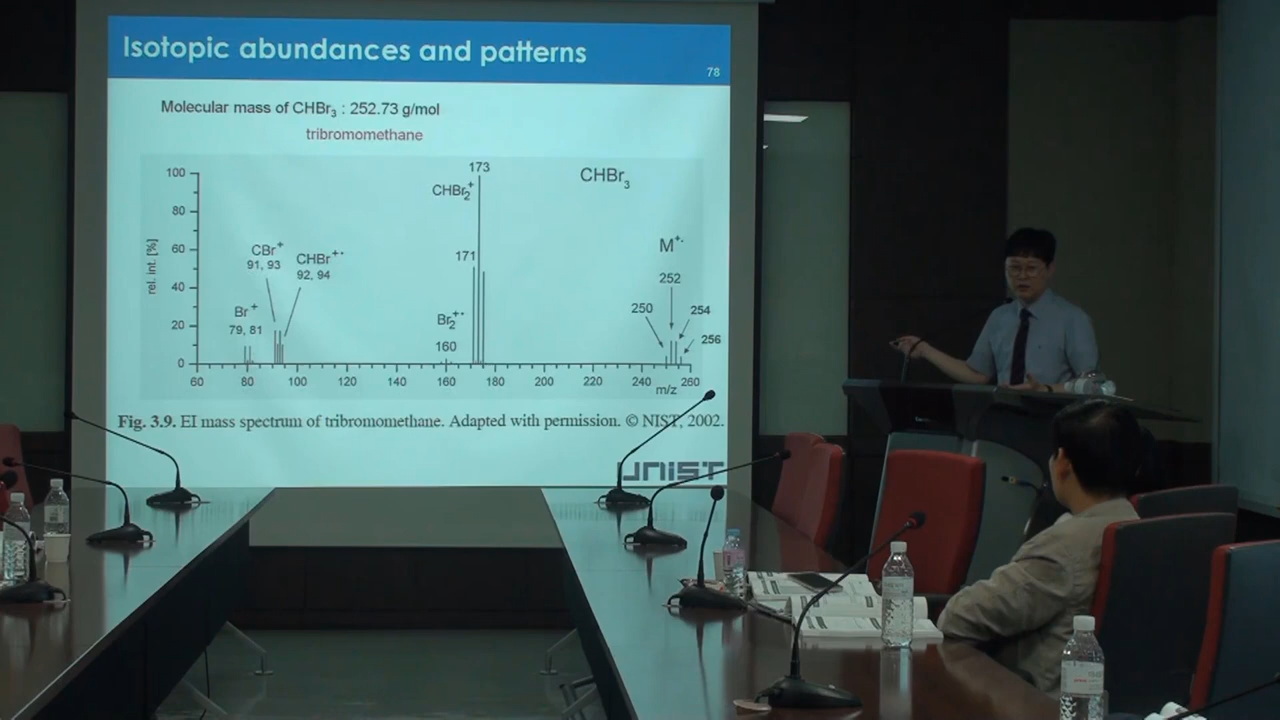 Isotopic abundances and patterns
78
Molecular mass of CHBr3 : 252.73 g/mol
tribromomethane
100
80
60
40
20
0
rel. int. [%]
173
CHBr2+
CHBr3
171
CBr+
91, 93
CHBr+·
92, 94
Br+
79, 81
Br2+·
160
M+·
252
250
254
256
60 80 100 120 140 160 180 200 220 240 260
m/z
Fig. 3.9. EI mass spectrum of tribromomethane. Adapted with permission. © NIST, 2002.
UNIST